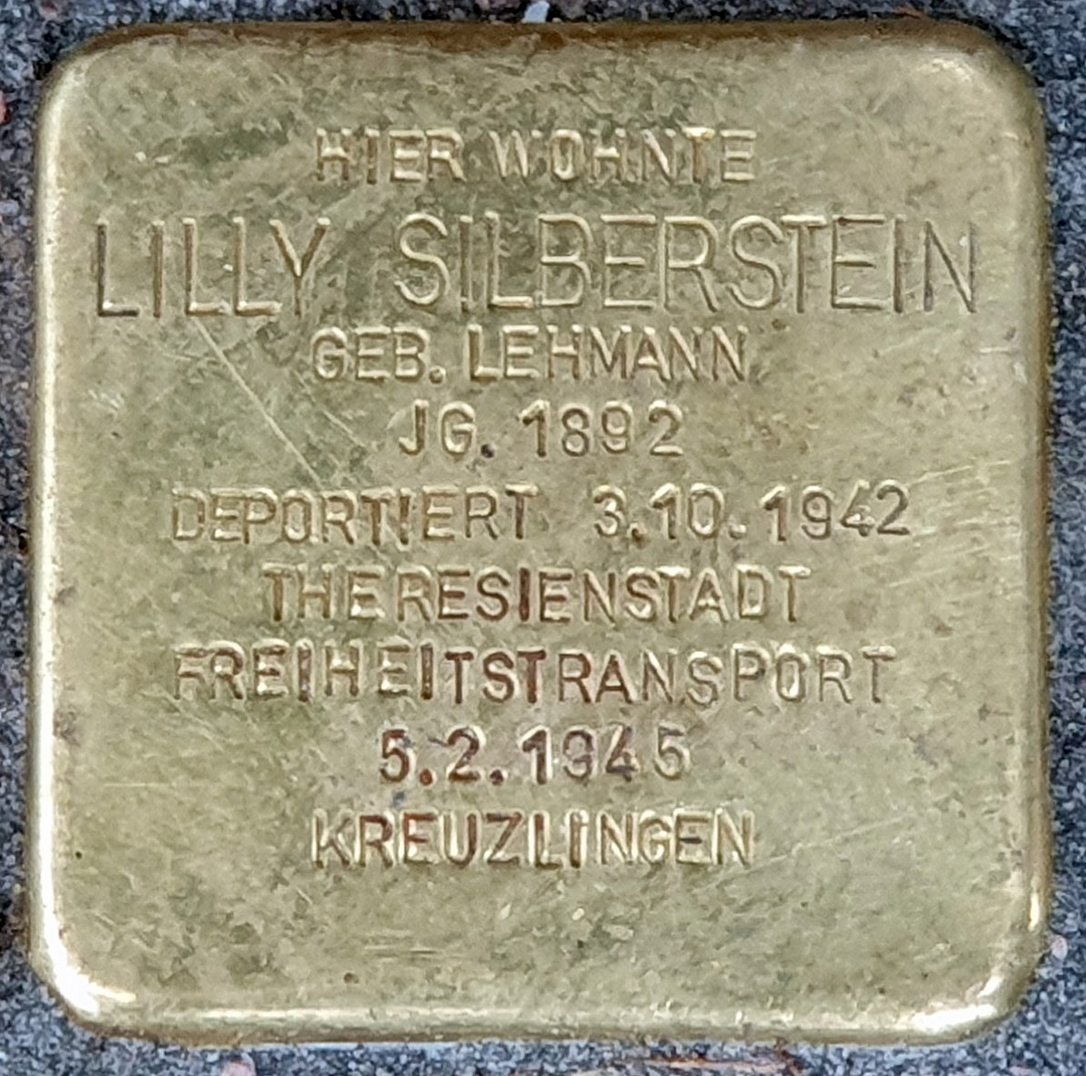 HIER WOHNTE
LILLY SILBERSTEIN
GEB. LEHMANN
JG. 1892
DEPORTIERT 3.10.1942
THERESIENSTADT
FREIHEITSTRANSPORT
5.2.1945
KREUZLINGEN